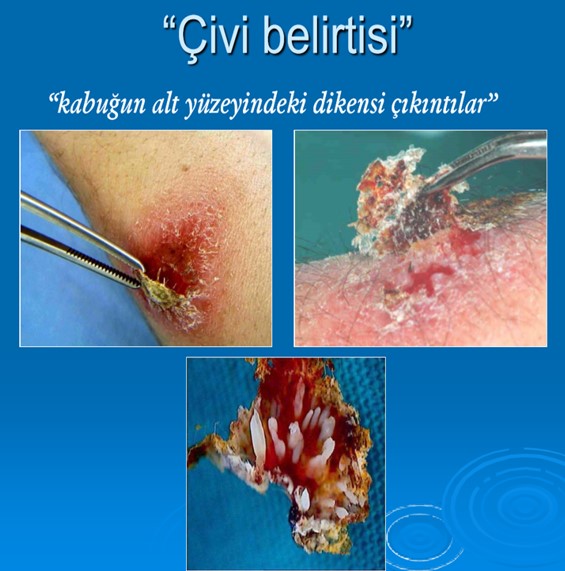 “Çivi belirtisi”
“kabuğun alt yüzeyindeki dikensi çıkıntılar”